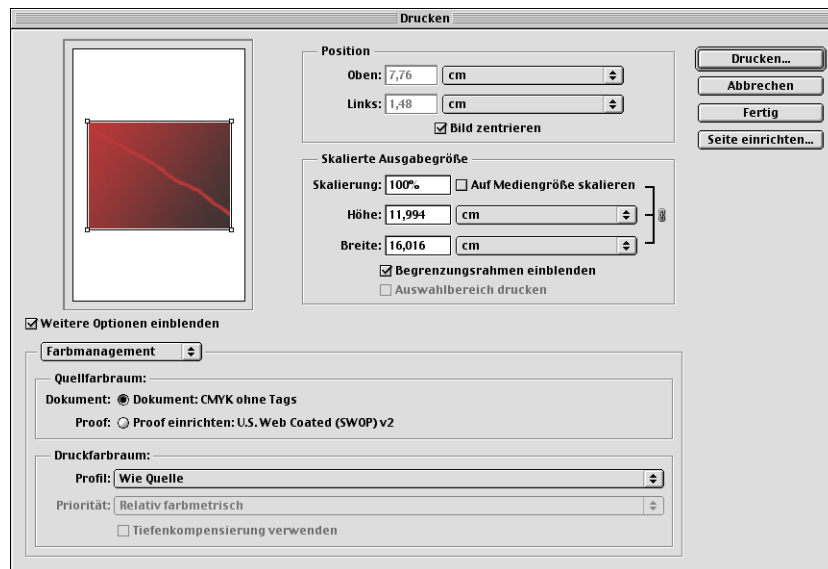 Drucken
Position
Oben: 7,76 cm
Links: 1,48 cm
Bild zentrieren
Drucken...
Abbrechen
Fertig
Seite einrichten...
Skalierte Ausgabegröße
Skalierung: 100% Auf Mediengröße skalieren
Höhe: 11,994 cm
Breite: 16,016 cm
Begrenzungsrahmen einblenden
Auswahlbereich drucken
Weitere Optionen einblenden
Farbmanagement
Quellfarbraum:
Dokument: Dokument: CMYK ohne Tags
Proof: Proof einrichten: U.S. Web Coated (SWOP) v2
Druckfarbraum:
Profil: Wie Quelle
Priorität: Relativ farbmetrisch
Tiefenkompensierung verwenden